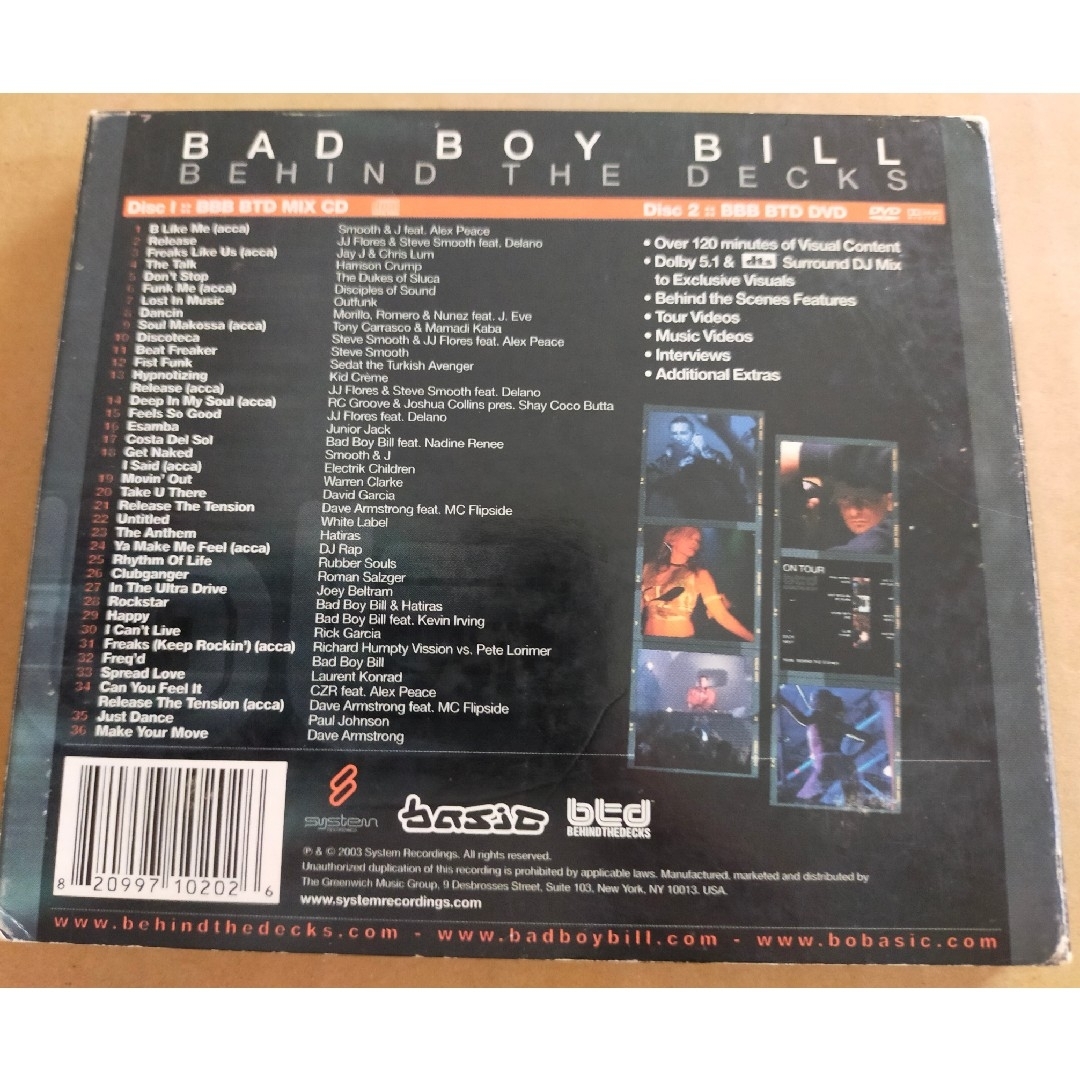 BAD BOY BILL
BEHIND THE DECKS
Disc 1 :: BBB BTD MIX CD
1 B Like Me (acca) Smooth & J feat. Alex Peace
2 Release JJ Flores & Steve Smooth feat. Delano
3 Freaks Like Us (acca) Jay J & Chris Lum
4 The Talk Harrison Crump
5 Don't Stop The Dukes of Sluca
6 Funk Me (acca) Disciples of Sound
7 Lost In Music Outfunk
8 Dancin Morillo, Romero & Nunez feat. J. Eve
9 Soul Makossa (acca) Tony Carrasco & Mamadi Kaba
10 Discoteca Steve Smooth & JJ Flores feat. Alex Peace
11 Beat Freaker Steve Smooth
12 Fist Funk Sedat the Turkish Avenger
13 Hypnotizing Kid Crème
- Release (acca) JJ Flores & Steve Smooth feat. Delano
14 Deep In My Soul (acca) RC Groove & Joshua Collins pres. Shay Coco Butta
15 Feels So Good JJ Flores feat. Delano
16 Esamba Junior Jack
17 Costa Del Sol Bad Boy Bill feat. Nadine Renee
18 Get Naked Smooth & J
- I Said (acca) Electrik Children
19 Movin' Out Warren Clarke
20 Take U There David Garcia
21 Release The Tension Dave Armstrong feat. MC Flipside
22 Untitled White Label
23 The Anthem Hatiras
24 Ya Make Me Feel (acca) DJ Rap
25 Rhythm Of Life Rubber Souls
26 Clubganger Roman Salzger
27 In The Ultra Drive Joey Beltram
28 Rockstar Bad Boy Bill & Hatiras
29 Happy Bad Boy Bill feat. Kevin Irving
30 I Can't Live Rick Garcia
31 Freaks (Keep Rockin') (acca) Richard Humpty Vission vs. Pete Lorimer
32 Freq'd Bad Boy Bill
33 Spread Love Laurent Konrad
34 Can You Feel It CZR feat. Alex Peace
- Release The Tension (acca) Dave Armstrong feat. MC Flipside
35 Just Dance Paul Johnson
36 Make Your Move Dave Armstrong
Disc 2 :: BBB BTD DVD DVD
• Over 120 minutes of Visual Content
• Dolby 5.1 & dts Surround DJ Mix
to Exclusive Visuals
• Behind the Scenes Features
• Tour Videos
• Music Videos
• Interviews
• Additional Extras
ON TOUR
8 20997 10202 6
system
basic
btd
BEHINDTHEDECKS
℗ & © 2003 System Recordings. All rights reserved.
Unauthorized duplication of this recording is prohibited by applicable laws. Manufactured, marketed and distributed by
The Greenwich Music Group, 9 Desbrosses Street, Suite 103, New York, NY 10013. USA.
www.systemrecordings.com
www.behindthedecks.com - www.badboybill.com - www.bobasic.com